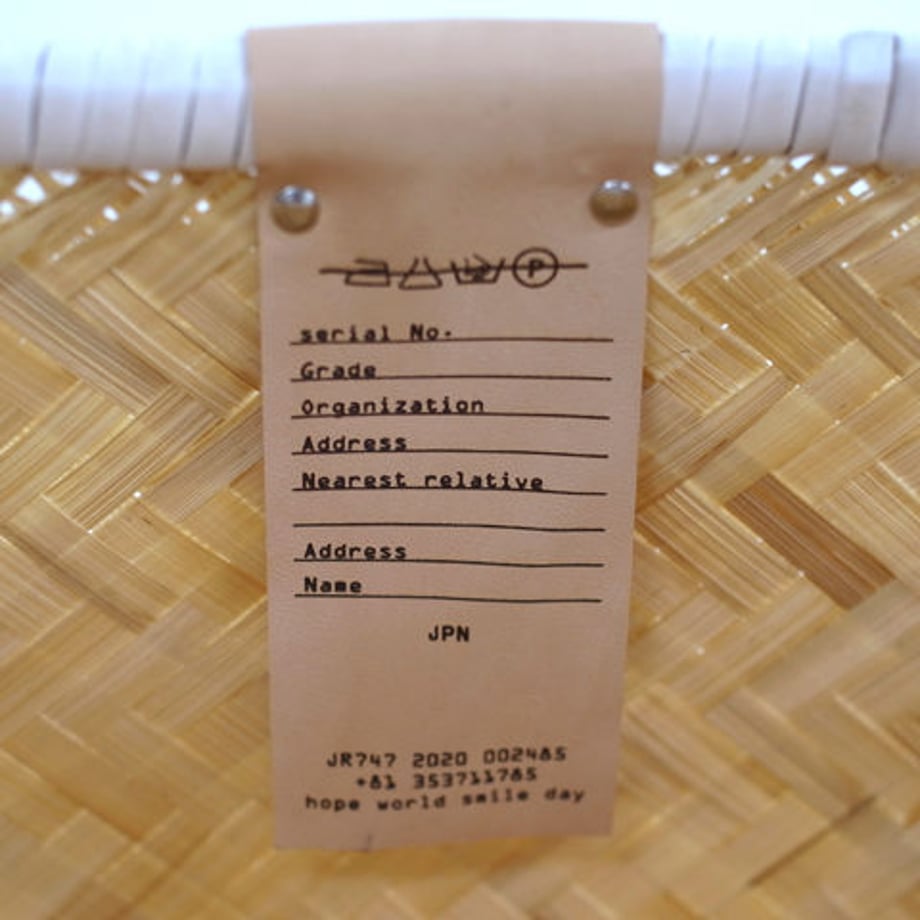 P
serial No.
Grade
Organization
Address
Nearest relative
Address
Name
JPN
JR747 2020 002485
+81 353711785
hope world smile day